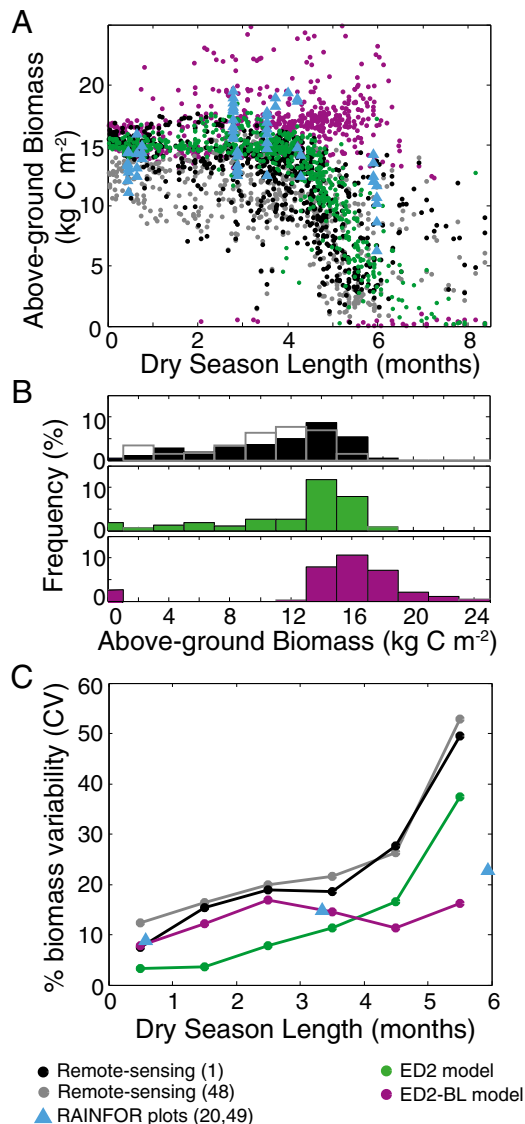 A
Above-ground Biomass
(kg C m-2)
20
15
10
5
0
0 2 4 6 8
Dry Season Length (months)
B
Frequency (%)
10
0
10
0
10
0
0 4 8 12 16 20 24
Above-ground Biomass (kg C m-2)
C
% biomass variability (CV)
60
50
40
30
20
10
0
0 1 2 3 4 5 6
Dry Season Length (months)
Remote-sensing (1)
Remote-sensing (48)
RAINFOR plots (20,49)
ED2 model
ED2-BL model